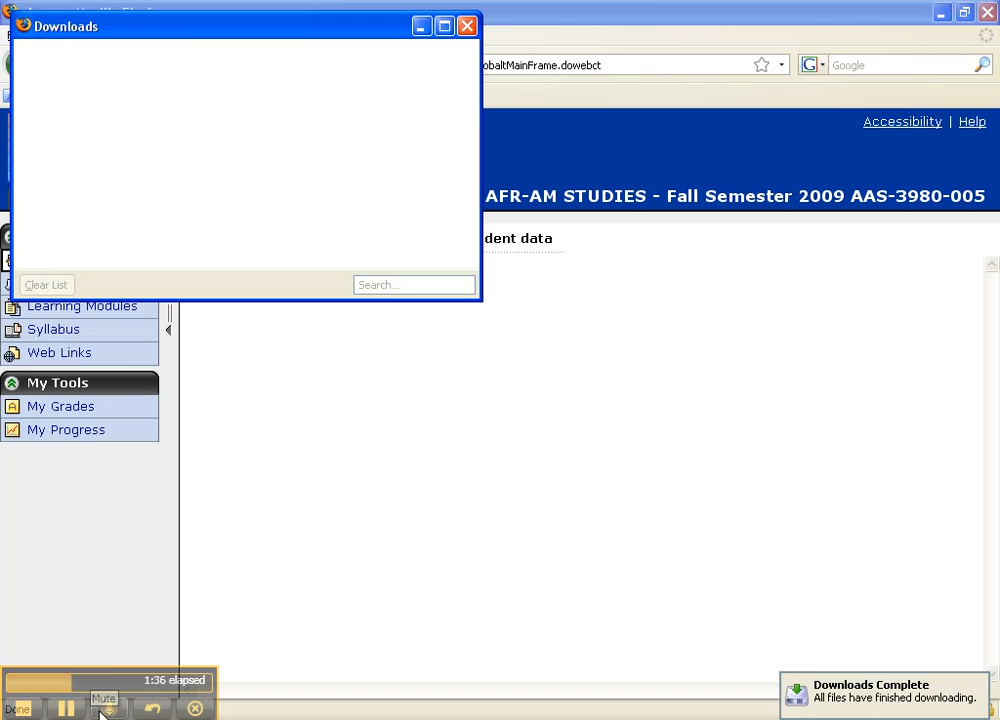 Downloads
obaltMainFrame.dowebct
Google
Accessibility | Help
AFR-AM STUDIES - Fall Semester 2009 AAS-3980-005
dent data
Clear List
Search...
Learning Modules
Syllabus
Web Links
My Tools
My Grades
My Progress
1:36 elapsed
Mute
Done
Downloads Complete
All files have finished downloading.